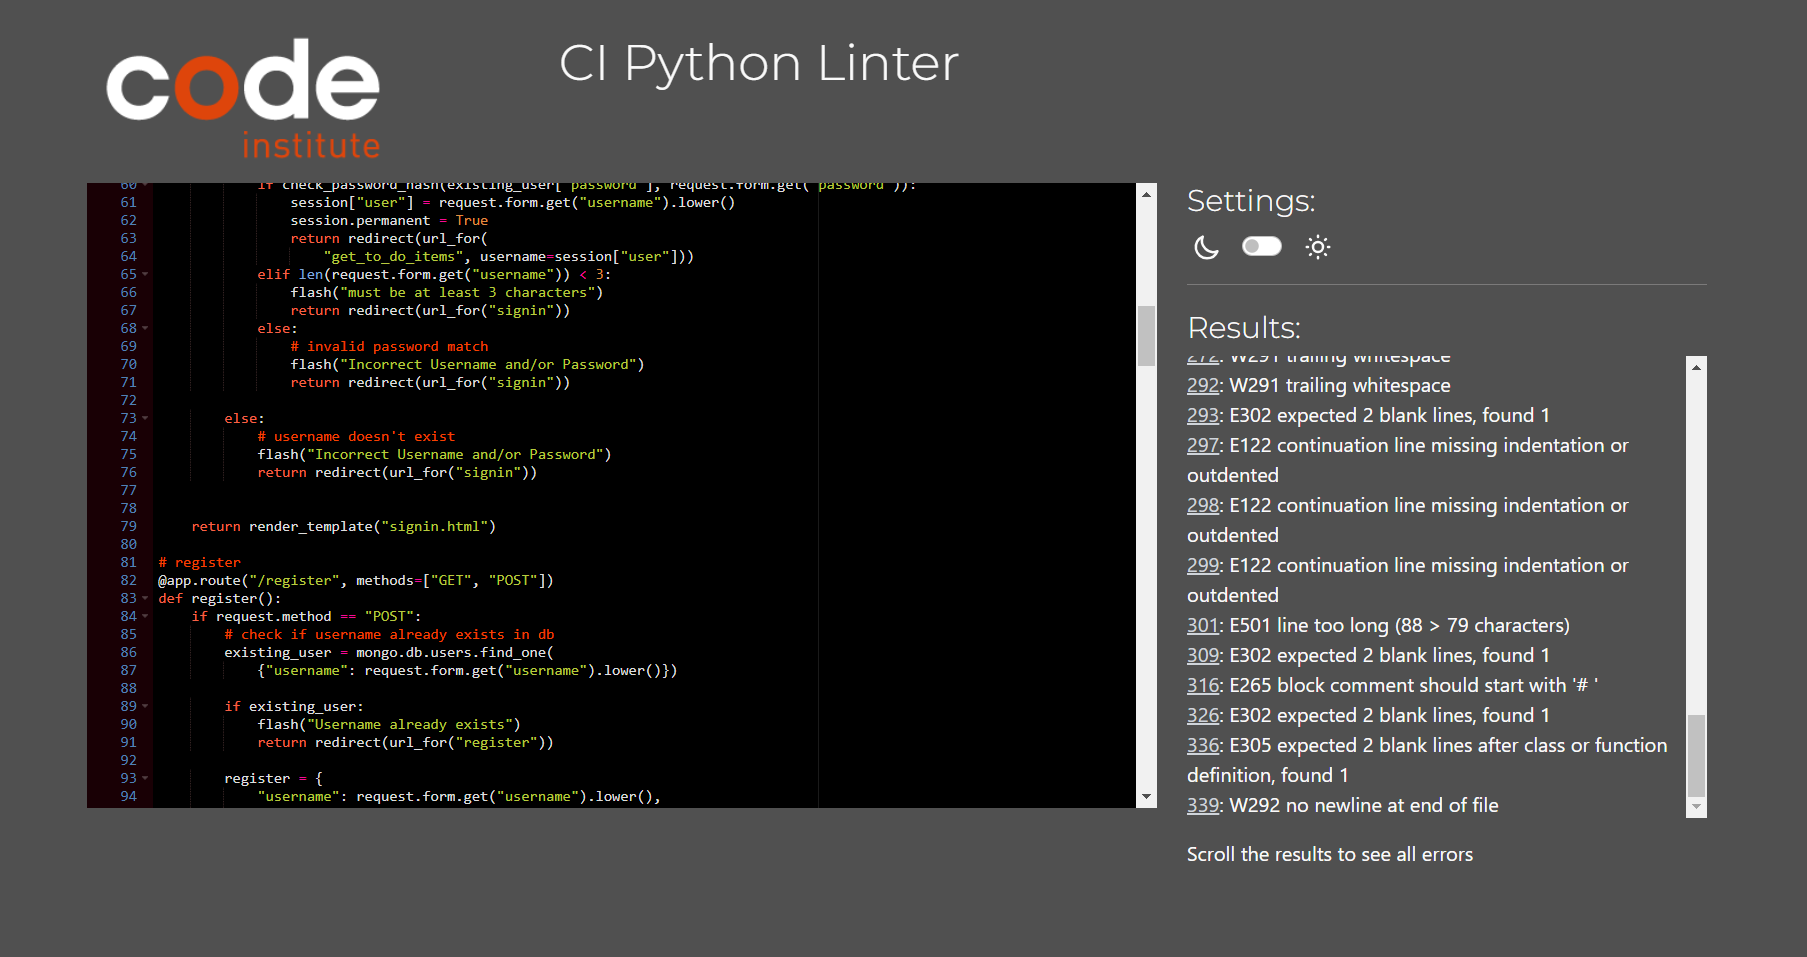 code
institute
CI Python Linter
60 if check_password_hash(existing_user["password"], request.form.get("password")):
61 session["user"] = request.form.get("username").lower()
62 session.permanent = True
63 return redirect(url_for(
64 "get_to_do_items", username=session["user"]))
65 elif len(request.form.get("username")) < 3:
66 flash("must be at least 3 characters")
67 return redirect(url_for("signin"))
68 else:
69 # invalid password match
70 flash("Incorrect Username and/or Password")
71 return redirect(url_for("signin"))
72
73 else:
74 # username doesn't exist
75 flash("Incorrect Username and/or Password")
76 return redirect(url_for("signin"))
77
78
79 return render_template("signin.html")
80
81 # register
82 @app.route("/register", methods=["GET", "POST"])
83 def register():
84 if request.method == "POST":
85 # check if username already exists in db
86 existing_user = mongo.db.users.find_one(
87 {"username": request.form.get("username").lower()})
88
89 if existing_user:
90 flash("Username already exists")
91 return redirect(url_for("register"))
92
93 register = {
94 "username": request.form.get("username").lower(),
Settings:
Results:
272: W291 trailing whitespace
292: W291 trailing whitespace
293: E302 expected 2 blank lines, found 1
297: E122 continuation line missing indentation or
outdented
298: E122 continuation line missing indentation or
outdented
299: E122 continuation line missing indentation or
outdented
301: E501 line too long (88 > 79 characters)
309: E302 expected 2 blank lines, found 1
316: E265 block comment should start with '# '
326: E302 expected 2 blank lines, found 1
336: E305 expected 2 blank lines after class or function
definition, found 1
339: W292 no newline at end of file
Scroll the results to see all errors